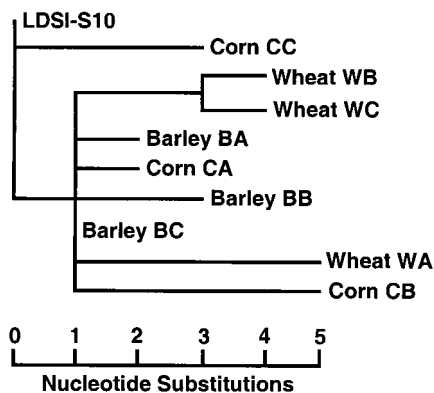 LDSI-S10
Corn CC
Wheat WB
Wheat WC
Barley BA
Corn CA
Barley BB
Barley BC
Wheat WA
Corn CB
0 1 2 3 4 5
Nucleotide Substitutions